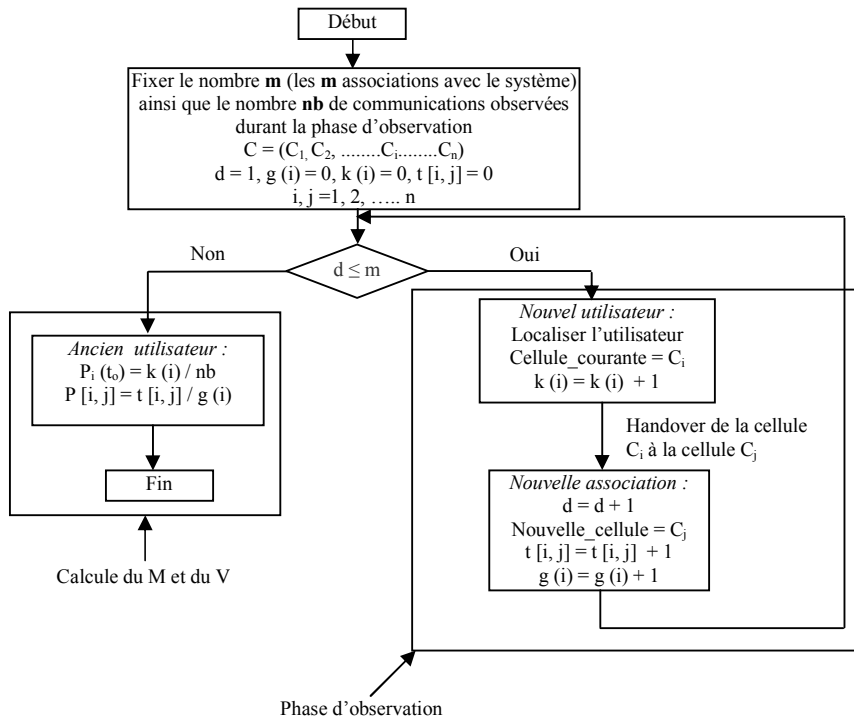 Début
Fixer le nombre m (les m associations avec le système)
ainsi que le nombre nb de communications observées
durant la phase d'observation
C = (C1, C2, ........Ci........Cn)
d = 1, g (i) = 0, k (i) = 0, t [i, j] = 0
i, j =1, 2, ….. n
Non
d ≤ m
Oui
Ancien utilisateur :
Pi (to) = k (i) / nb
P [i, j] = t [i, j] / g (i)
Fin
Calcule du M et du V
Nouvel utilisateur :
Localiser l'utilisateur
Cellule_courante = Ci
k (i) = k (i) + 1
Handover de la cellule
Ci à la cellule Cj
Nouvelle association :
d = d + 1
Nouvelle_cellule = Cj
t [i, j] = t [i, j] + 1
g (i) = g (i) + 1
Phase d'observation